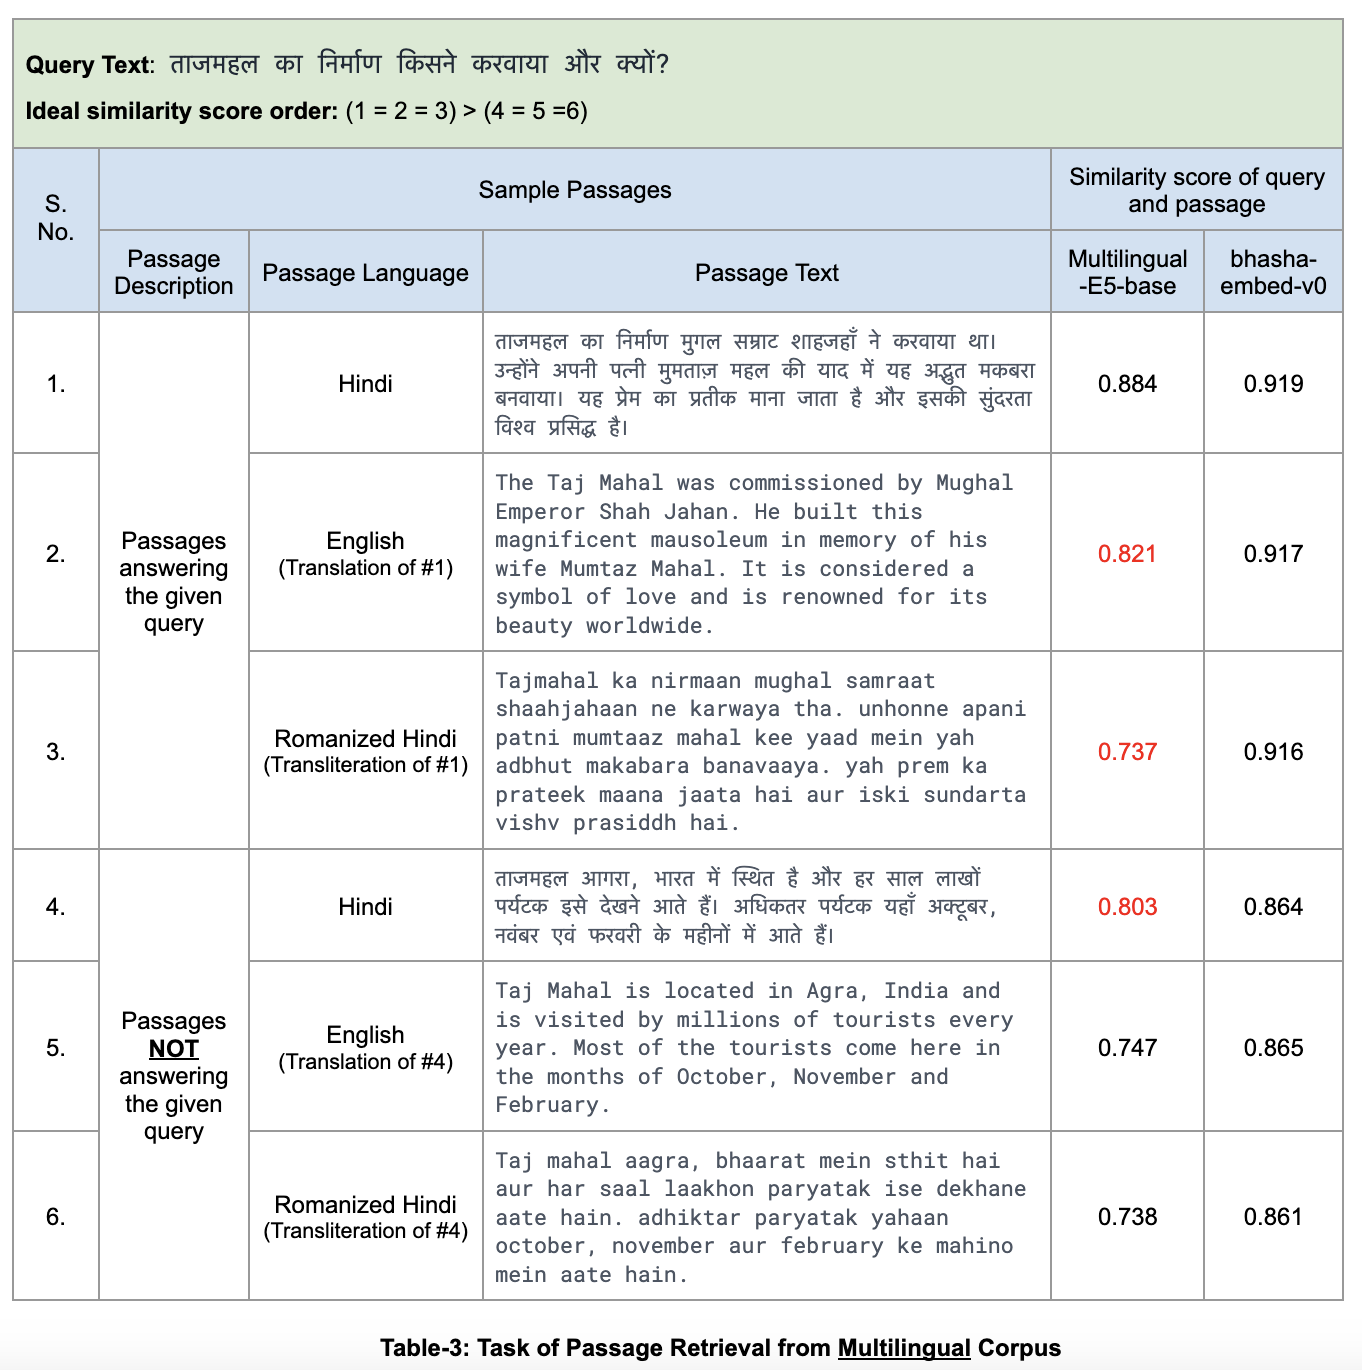 Query Text: ताजमहल का निर्माण किसने करवाया और क्यों?
Ideal similarity score order: (1 = 2 = 3) > (4 = 5 =6)
S.
No.
Sample Passages
Similarity score of query
and passage
Passage
Description
Passage Language
Passage Text
Multilingual
-E5-base
bhasha-
embed-v0
1.
Passages
answering
the given
query
Hindi
ताजमहल का निर्माण मुगल सम्राट शाहजहाँ ने करवाया था।
उन्होंने अपनी पत्नी मुमताज़ महल की याद में यह अद्भुत मकबरा
बनवाया। यह प्रेम का प्रतीक माना जाता है और इसकी सुंदरता
विश्व प्रसिद्ध है।
0.884
0.919
2.
English
(Translation of #1)
The Taj Mahal was commissioned by Mughal
Emperor Shah Jahan. He built this
magnificent mausoleum in memory of his
wife Mumtaz Mahal. It is considered a
symbol of love and is renowned for its
beauty worldwide.
0.821
0.917
3.
Romanized Hindi
(Transliteration of #1)
Tajmahal ka nirmaan mughal samraat
shaahjahaan ne karwaya tha. unhonne apani
patni mumtaaz mahal kee yaad mein yah
adbhut makabara banavaaya. yah prem ka
prateek maana jaata hai aur iski sundarta
vishv prasiddh hai.
0.737
0.916
4.
Passages
NOT
answering
the given
query
Hindi
ताजमहल आगरा, भारत में स्थित है और हर साल लाखों
पर्यटक इसे देखने आते हैं। अधिकतर पर्यटक यहाँ अक्टूबर,
नवंबर एवं फरवरी के महीनों में आते हैं।
0.803
0.864
5.
English
(Translation of #4)
Taj Mahal is located in Agra, India and
is visited by millions of tourists every
year. Most of the tourists come here in
the months of October, November and
February.
0.747
0.865
6.
Romanized Hindi
(Transliteration of #4)
Taj mahal aagra, bhaarat mein sthit hai
aur har saal laakhon paryatak ise dekhane
aate hain. adhiktar paryatak yahaan
october, november aur february ke mahino
mein aate hain.
0.738
0.861
Table-3: Task of Passage Retrieval from Multilingual Corpus